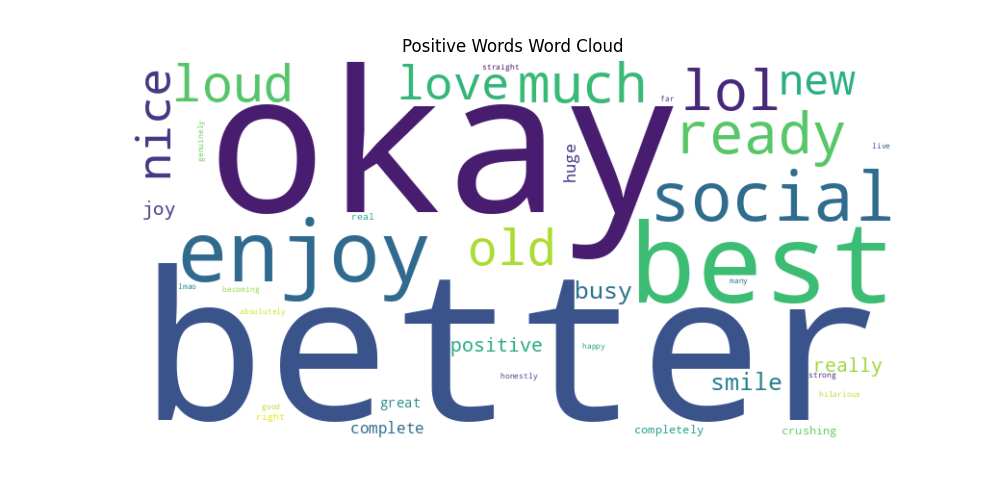 Positive Words Word Cloud
straight
nice
loud
love
much
lol
new
far
okay
genuinely
huge
ready
live
joy
real
social
enjoy
old
best
lmao
becoming
busy
many
absolutely
better
positive
happy
honestly
smile
really
strong
hilarious
good
right
great
complete
completely
crushing